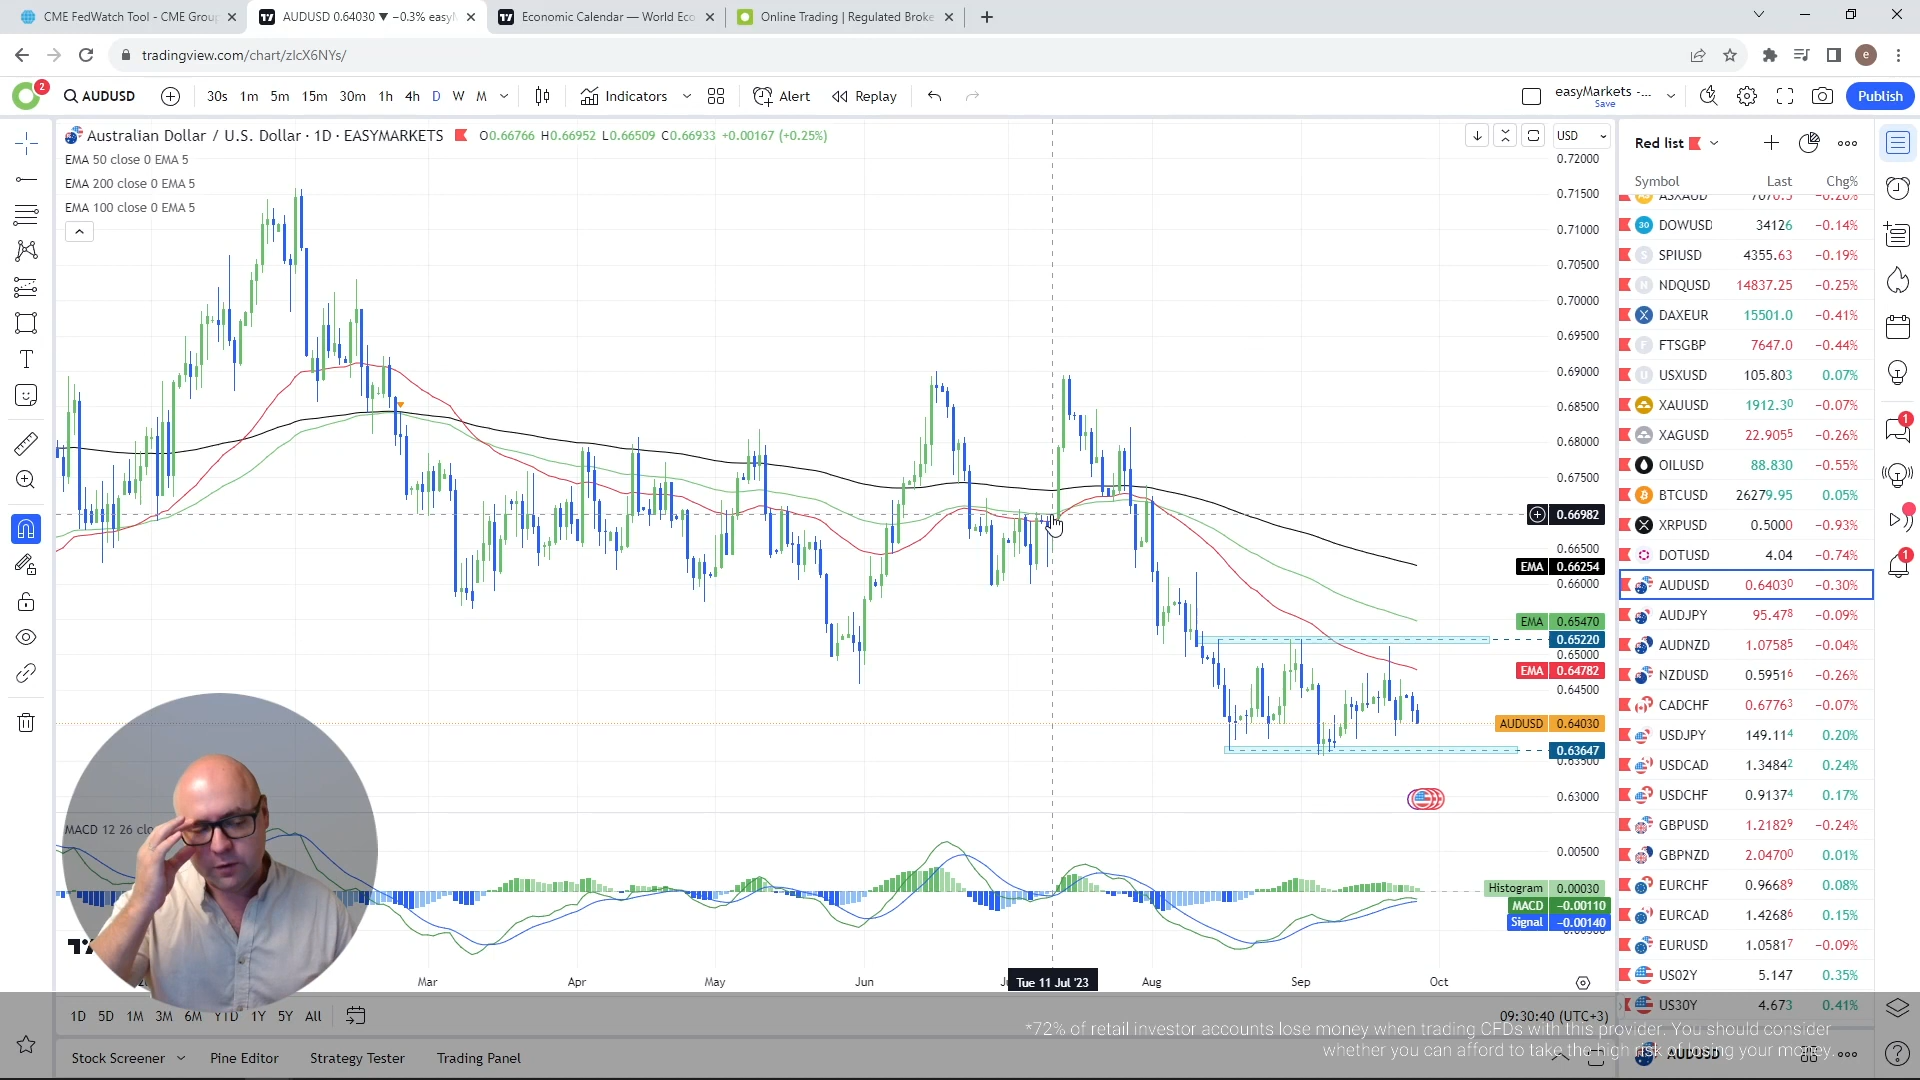 CME FedWatch Tool - CME Group
AUDUSD 0.64030 ▼ −0.3% easyM
Economic Calendar — World Eco
Online Trading | Regulated Broke
tradingview.com/chart/zIcX6NYs/
e
2
AUDUSD
30s 1m 5m 15m 30m 1h 4h D W M
Indicators
Alert
Replay
easyMarkets -...
Save
Publish
Australian Dollar / U.S. Dollar · 1D · EASYMARKETS
O0.66766 H0.66952 L0.66509 C0.66933 +0.00167 (+0.25%)
USD
EMA 50 close 0 EMA 5
EMA 200 close 0 EMA 5
EMA 100 close 0 EMA 5
0.72000
0.71500
0.71000
0.70500
0.70000
0.69500
0.69000
0.68500
0.68000
0.67500
0.66982
0.66500
EMA 0.66254
0.66000
EMA 0.65470
0.65220
0.65000
EMA 0.64782
0.64500
AUDUSD 0.64030
0.63647
0.63500
0.63000
MACD 12 26 clo
0.00500
Histogram 0.00030
MACD −0.00110
Signal −0.00140
Mar Apr May Jun Tue 11 Jul '23 Aug Sep Oct
1D 5D 1M 3M 6M YTD 1Y 5Y All
09:30:40 (UTC+3)
Stock Screener
Pine Editor
Strategy Tester
Trading Panel
Red list
Symbol Last Chg%
ASXAUD 7070.5 −0.20%
30 DOWUSD 34126 −0.14%
S SPIUSD 4355.63 −0.19%
N NDQUSD 14837.25 −0.25%
X DAXEUR 15501.0 −0.41%
F FTSGBP 7647.0 −0.44%
U USXUSD 105.803 0.07%
XAUUSD 1912.30 −0.07%
XAGUSD 22.9055 −0.26%
OILUSD 88.830 −0.55%
BTCUSD 26279.95 0.05%
XRPUSD 0.5000 −0.93%
DOTUSD 4.04 −0.74%
AUDUSD 0.64030 −0.30%
AUDJPY 95.478 −0.09%
AUDNZD 1.07585 −0.04%
NZDUSD 0.59516 −0.26%
CADCHF 0.67763 −0.07%
USDJPY 149.114 0.20%
USDCAD 1.34842 0.24%
USDCHF 0.91374 0.17%
GBPUSD 1.21829 −0.24%
GBPNZD 2.04700 0.01%
EURCHF 0.96689 0.08%
EURCAD 1.42686 0.15%
EURUSD 1.05817 −0.09%
US02Y 5.147 0.35%
US30Y 4.673 0.41%
AUDUSD
1
1
*72% of retail investor accounts lose money when trading CFDs with this provider. You should consider
whether you can afford to take the high risk of losing your money.